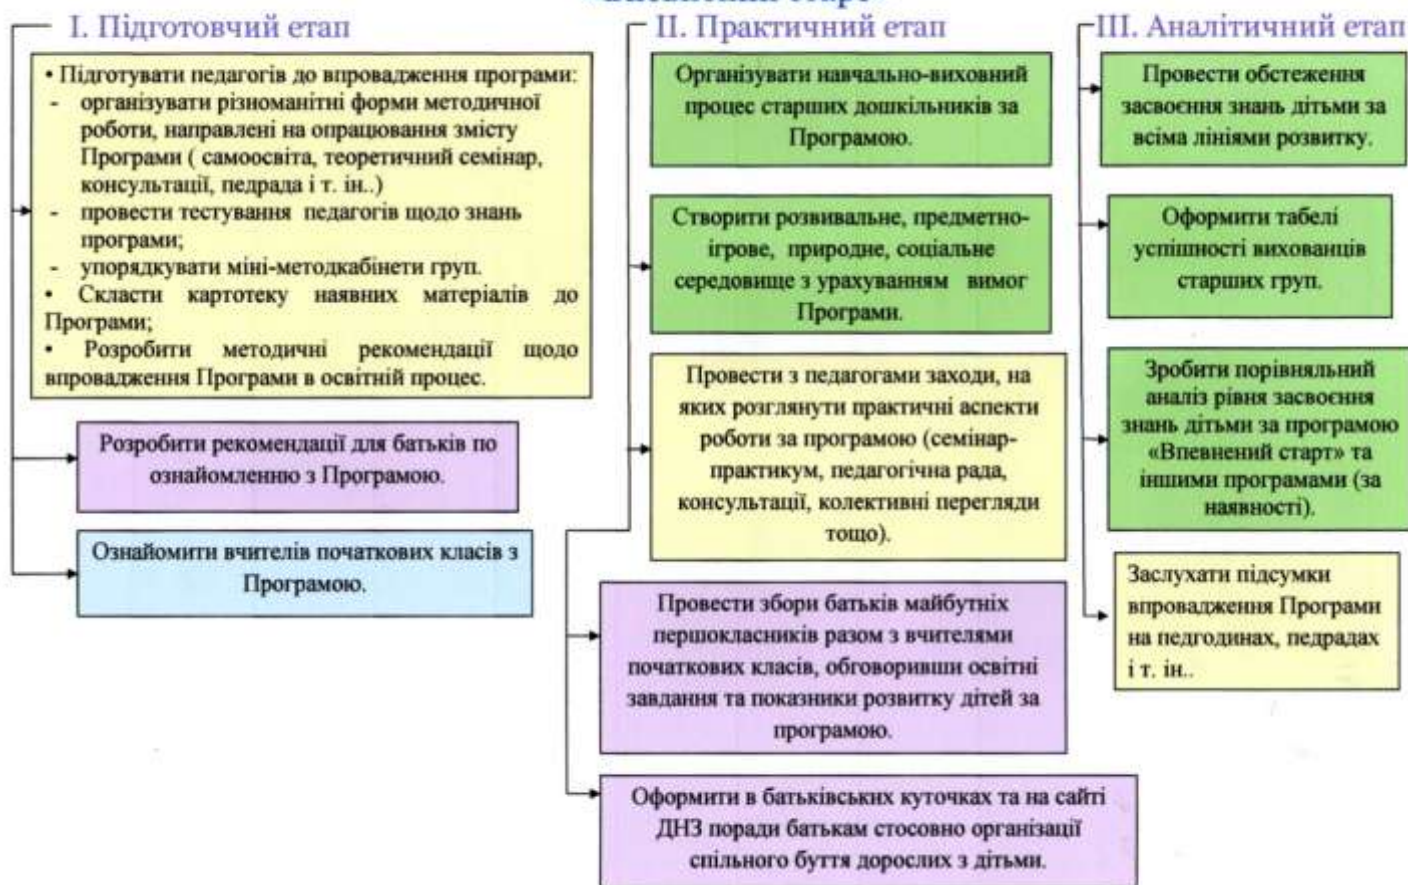 I. Підготовчий етап
• Підготувати педагогів до впровадження програми:
- організувати різноманітні форми методичної
роботи, направлені на опрацювання змісту
Програми ( самоосвіта, теоретичний семінар,
консультації, педрада і т. ін..)
- провести тестування педагогів щодо знань
програми;
- упорядкувати міні-методкабінети груп.
• Скласти картотеку наявних матеріалів до
Програми;
• Розробити методичні рекомендації щодо
впровадження Програми в освітній процес.
Розробити рекомендації для батьків по
ознайомленню з Програмою.
Ознайомити вчителів початкових класів з
Програмою.
II. Практичний етап
Організувати навчально-виховний
процес старших дошкільників за
Програмою.
Створити розвивальне, предметно-
ігрове, природне, соціальне
середовище з урахуванням вимог
Програми.
Провести з педагогами заходи, на
яких розглянути практичні аспекти
роботи за програмою (семінар-
практикум, педагогічна рада,
консультації, колективні перегляди
тощо).
Провести збори батьків майбутніх
першокласників разом з вчителями
початкових класів, обговоривши освітні
завдання та показники розвитку дітей за
програмою.
Оформити в батьківських куточках та на сайті
ДНЗ поради батькам стосовно організації
спільного буття дорослих з дітьми.
III. Аналітичний етап
Провести обстеження
засвоєння знань дітьми за
всіма лініями розвитку.
Оформити табелі
успішності вихованців
старших груп.
Зробити порівняльний
аналіз рівня засвоєння
знань дітьми за програмою
«Впевнений старт» та
іншими програмами (за
наявності).
Заслухати підсумки
впровадження Програми
на педгодинах, педрадах
і т. ін..